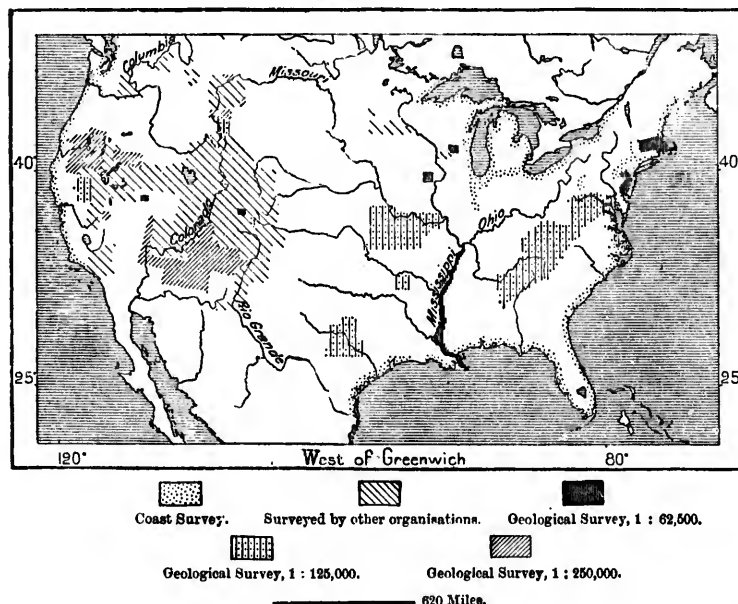 Columbia
Missouri
40°
40°
Colorado
Ohio
Mississippi
Rio Grande
25°
25°
120°
West of Greenwich
80°
Coast Survey.
Surveyed by other organisations.
Geological Survey, 1 : 62,500.
Geological Survey, 1 : 125,000.
Geological Survey, 1 : 250,000.
620 Miles.